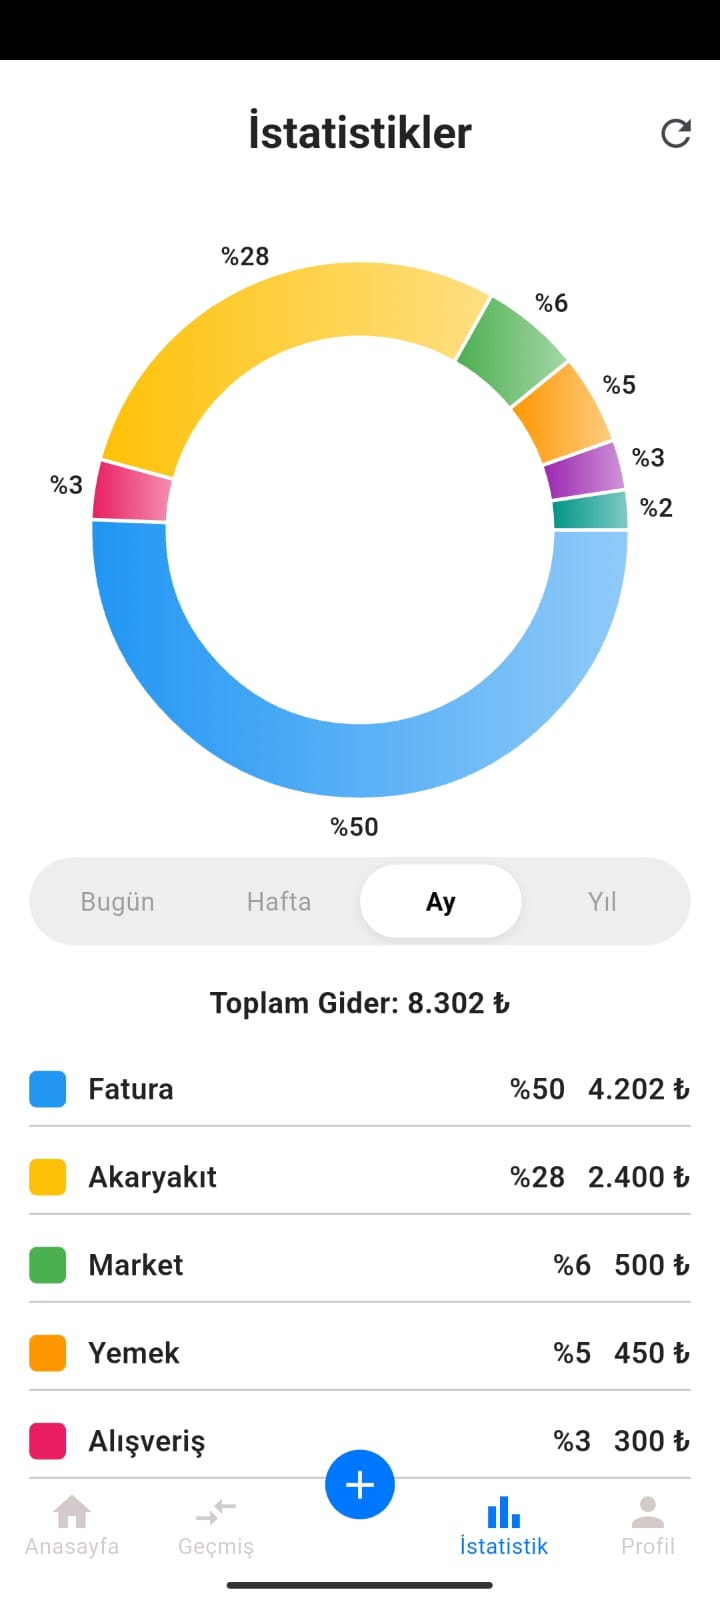 İstatistikler
%28
%6
%5
%3
%3
%2
%50
Bugün Hafta Ay Yıl
Toplam Gider: 8.302 ₺
Fatura %50 4.202 ₺
Akaryakıt %28 2.400 ₺
Market %6 500 ₺
Yemek %5 450 ₺
Alışveriş %3 300 ₺
Anasayfa Geçmiş İstatistik Profil